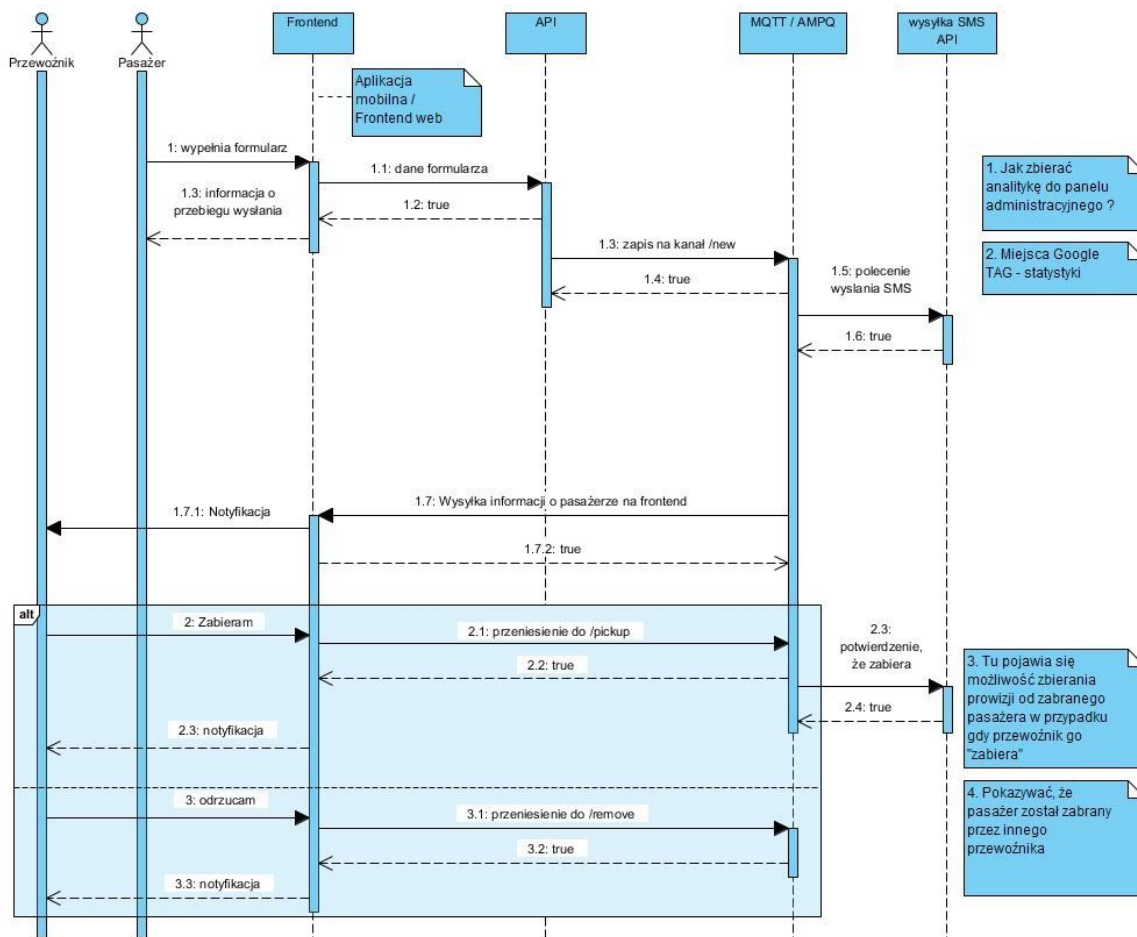 Przewoźnik
Pasażer
Frontend
API
MQTT / AMPQ
wysyłka SMS
API
Aplikacja
mobilna /
Frontend web
1: wypełnia formularz
1.1: dane formularza
1.2: true
1.3: informacja o
przebiegu wysłania
1.3: zapis na kanał /new
1.4: true
1.5: polecenie
wyslania SMS
1.6: true
1. Jak zbierać
analitykę do panelu
administracyjnego ?
2. Miejsca Google
TAG - statystyki
1.7: Wysyłka informacji o pasażerze na frontend
1.7.1: Notyfikacja
1.7.2: true
alt
2: Zabieram
2.1: przeniesienie do /pickup
2.2: true
2.3:
potwierdzenie,
że zabiera
2.4: true
2.3: notyfikacja
3. Tu pojawia się
możliwość zbierania
prowizji od zabranego
pasażera w przypadku
gdy przewoźnik go
"zabiera"
3: odrzucam
3.1: przeniesienie do /remove
3.2: true
3.3: notyfikacja
4. Pokazywać, że
pasażer został zabrany
przez innego
przewoźnika